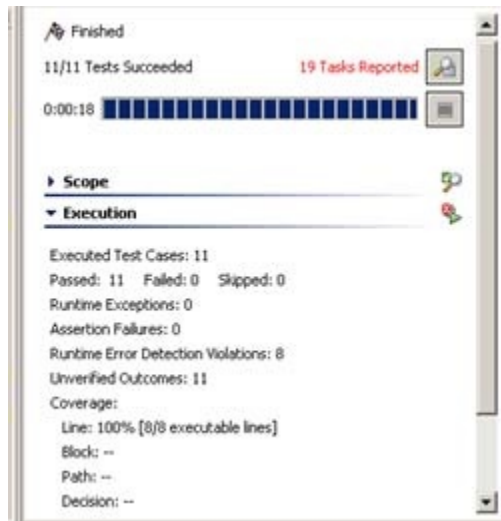 Finished
11/11 Tests Succeeded 19 Tasks Reported
0:00:18
Scope
Execution
Executed Test Cases: 11
Passed: 11 Failed: 0 Skipped: 0
Runtime Exceptions: 0
Assertion Failures: 0
Runtime Error Detection Violations: 8
Unverified Outcomes: 11
Coverage:
Line: 100% [8/8 executable lines]
Block: --
Path: --
Decision: --